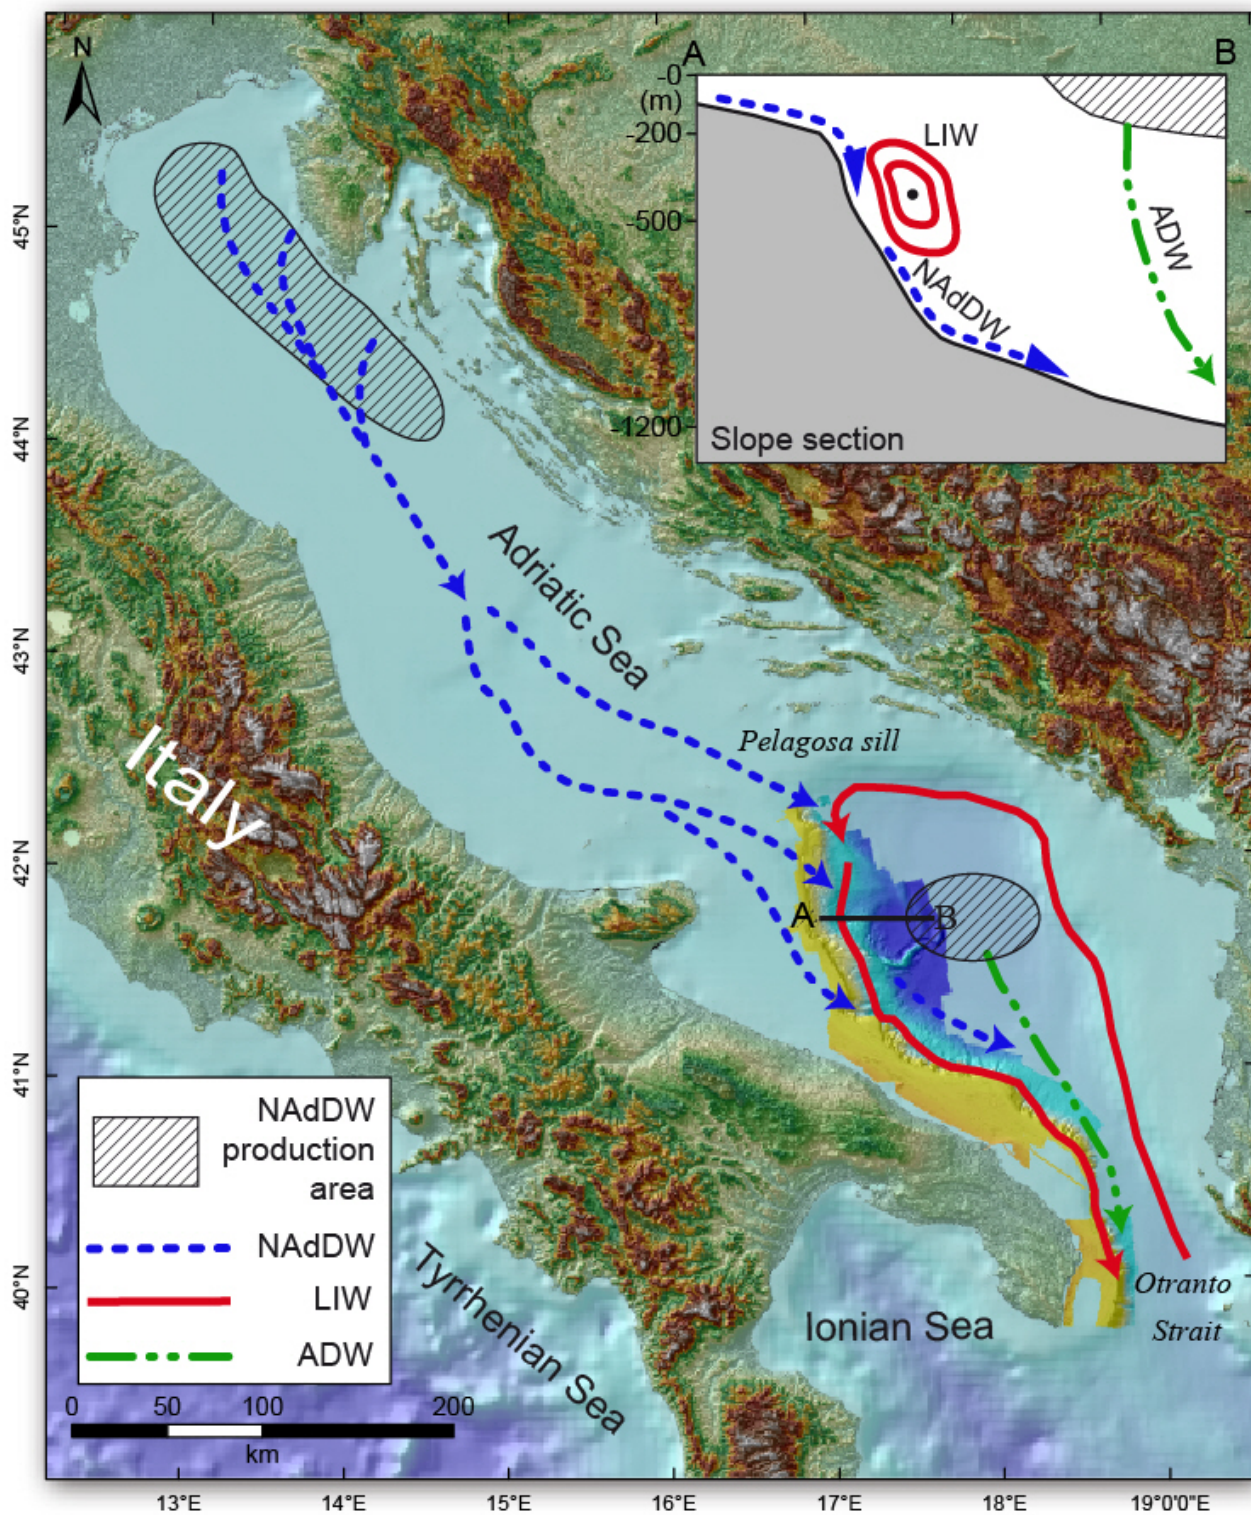 N
A
B
-0
(m)
-200
-500
-1200
LIW
NAdDW
ADW
Slope section
45°N
44°N
43°N
42°N
41°N
40°N
Adriatic Sea
Italy
Pelagosa sill
A
B
NAdDW
production
area
NAdDW
LIW
ADW
0
50
100
200
km
Tyrrhenian Sea
Ionian Sea
Otranto
Strait
13°E
14°E
15°E
16°E
17°E
18°E
19°0'0"E